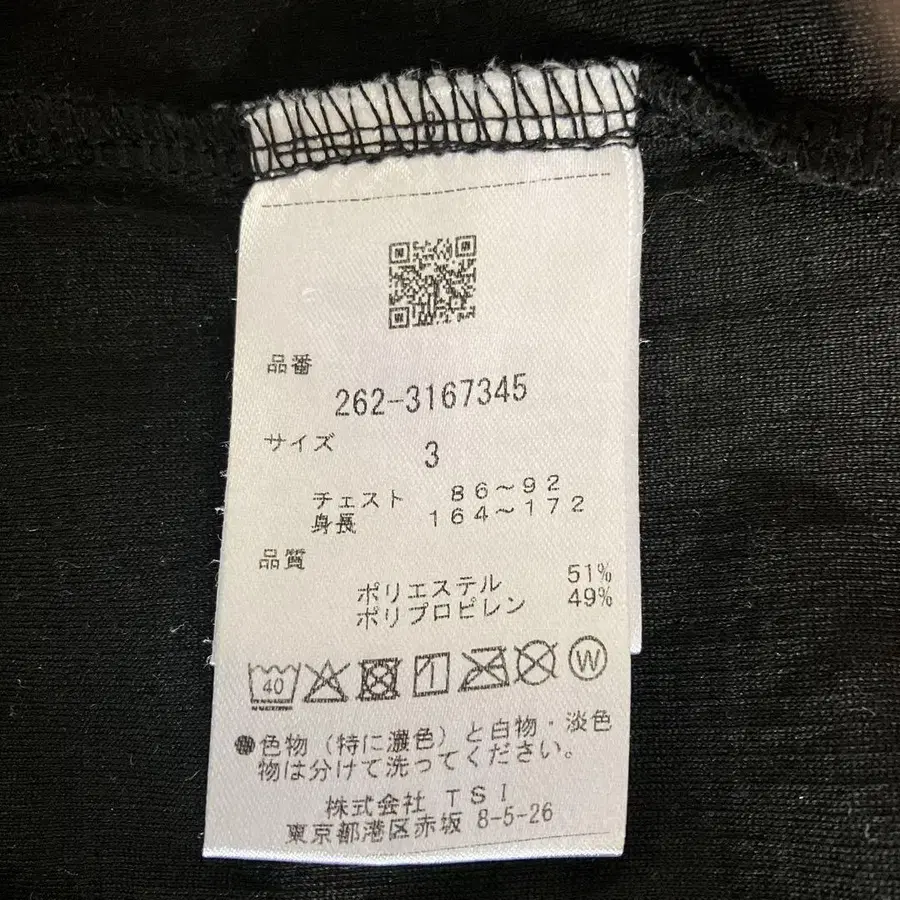 品番
262-3167345
サイズ
3
チェスト 86～92
身長 164～172
品質
ポリエステル 51%
ポリプロピレン 49%
40
W
●色物（特に濃色）と白物・淡色
物は分けて洗ってください。
株式会社 TSI
東京都港区赤坂 8-5-26